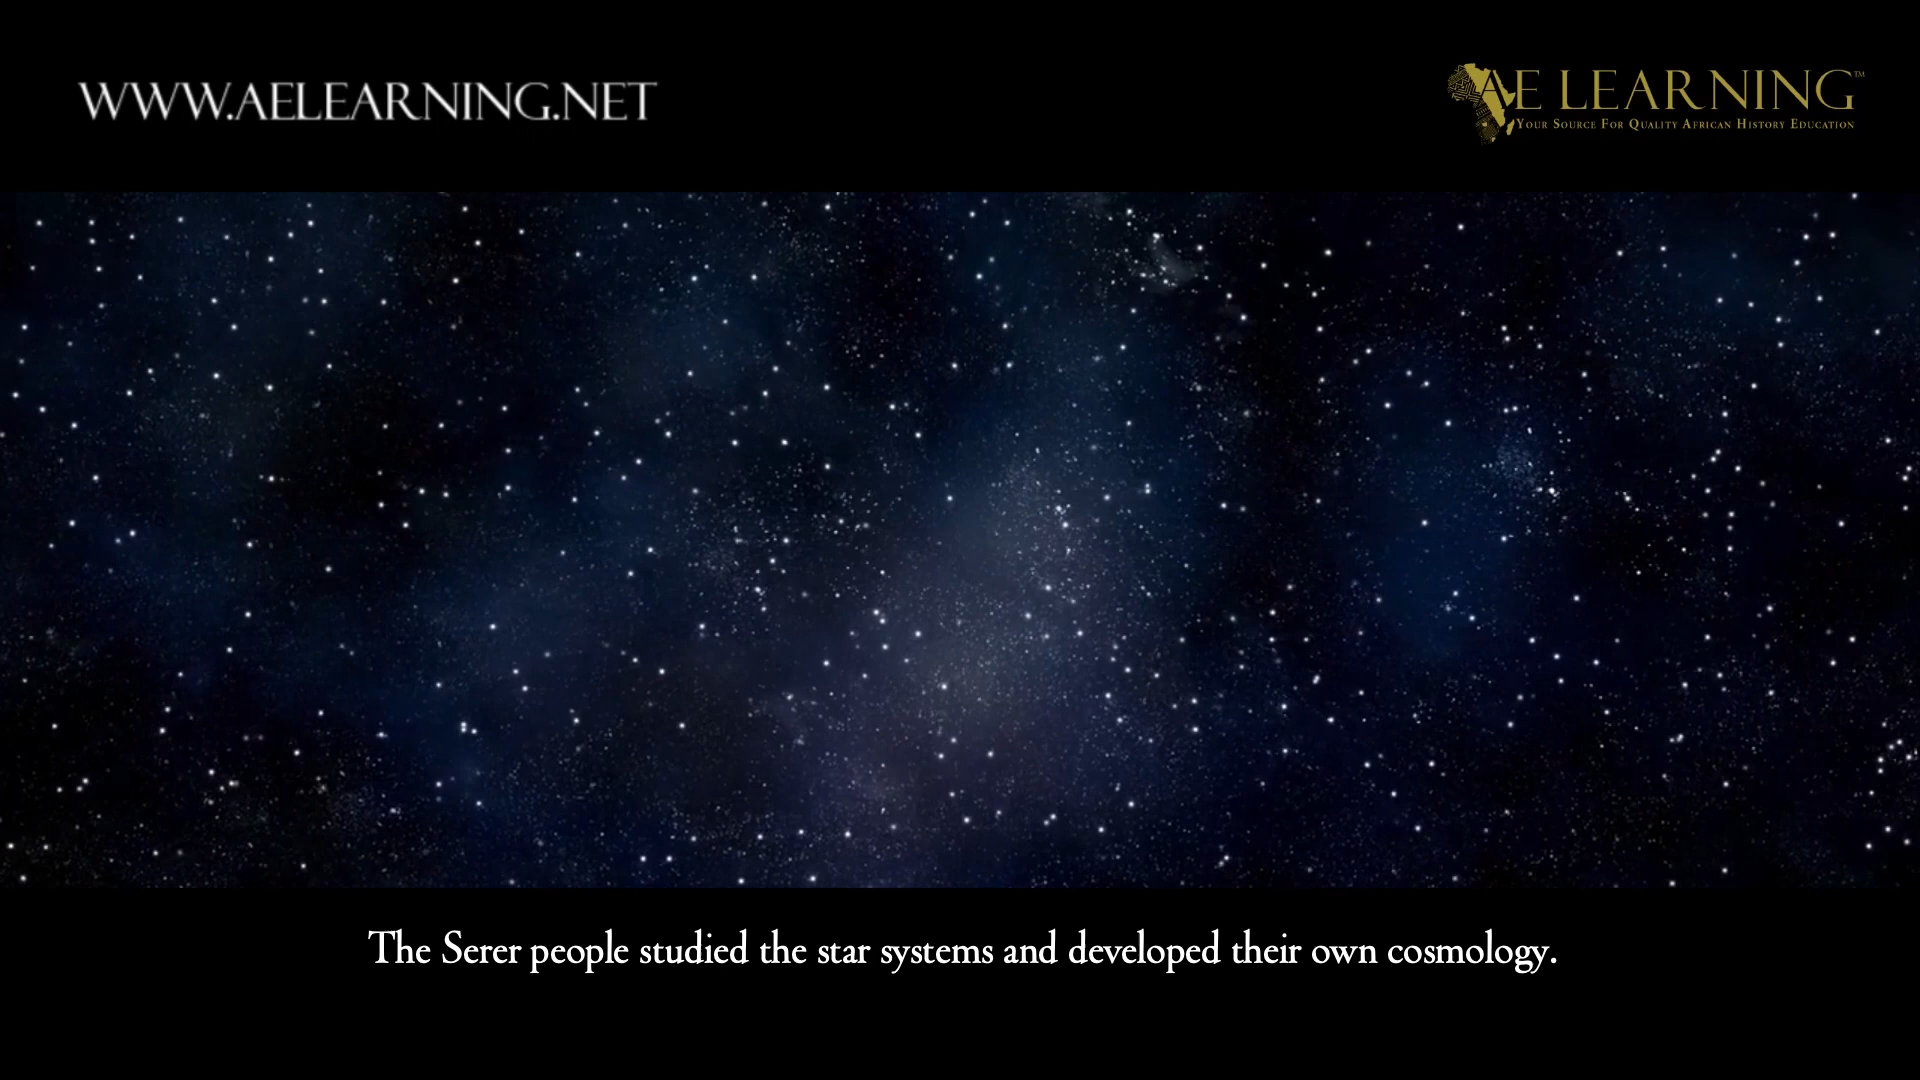 WWW.AELEARNING.NET
AE LEARNING™
YOUR SOURCE FOR QUALITY AFRICAN HISTORY EDUCATION
The Serer people studied the star systems and developed their own cosmology.